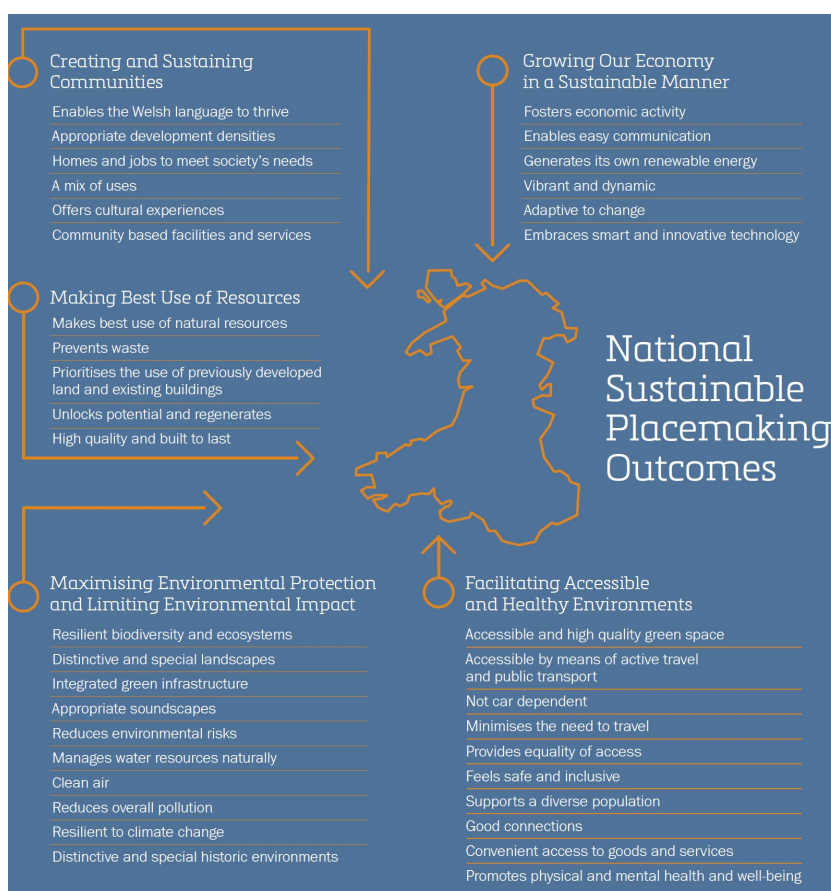 Creating and Sustaining
Communities
Enables the Welsh language to thrive
Appropriate development densities
Homes and jobs to meet society's needs
A mix of uses
Offers cultural experiences
Community based facilities and services
Growing Our Economy
in a Sustainable Manner
Fosters economic activity
Enables easy communication
Generates its own renewable energy
Vibrant and dynamic
Adaptive to change
Embraces smart and innovative technology
Making Best Use of Resources
Makes best use of natural resources
Prevents waste
Prioritises the use of previously developed
land and existing buildings
Unlocks potential and regenerates
High quality and built to last
National
Sustainable
Placemaking
Outcomes
Maximising Environmental Protection
and Limiting Environmental Impact
Resilient biodiversity and ecosystems
Distinctive and special landscapes
Integrated green infrastructure
Appropriate soundscapes
Reduces environmental risks
Manages water resources naturally
Clean air
Reduces overall pollution
Resilient to climate change
Distinctive and special historic environments
Facilitating Accessible
and Healthy Environments
Accessible and high quality green space
Accessible by means of active travel
and public transport
Not car dependent
Minimises the need to travel
Provides equality of access
Feels safe and inclusive
Supports a diverse population
Good connections
Convenient access to goods and services
Promotes physical and mental health and well-being